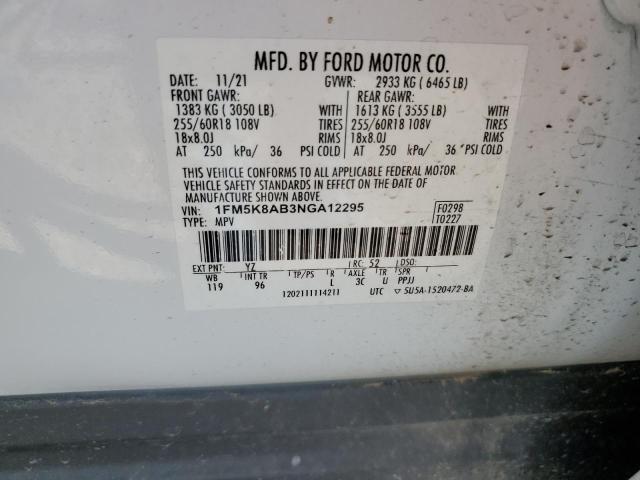 MFD. BY FORD MOTOR CO.
DATE: 11/21 GVWR: 2933 KG ( 6465 LB)
FRONT GAWR: REAR GAWR:
1383 KG ( 3050 LB) WITH 1613 KG ( 3555 LB) WITH
255/60R18 108V TIRES 255/60R18 108V TIRES
18x8.0J RIMS 18x8.0J RIMS
AT 250 kPa/ 36 PSI COLD AT 250 kPa/ 36 PSI COLD
THIS VEHICLE CONFORMS TO ALL APPLICABLE FEDERAL MOTOR
VEHICLE SAFETY STANDARDS IN EFFECT ON THE DATE OF
MANUFACTURE SHOWN ABOVE.
VIN: 1FM5K8AB3NGA12295 F0298
TYPE: MPV T0227
EXT PNT: YZ RC: 52 DSO:
WB INT TR TP/PS R AXLE TR SPR
119 96 L 3C U PPJJ
1202111114211 UTC ▽ 5U5A-1520472-BA